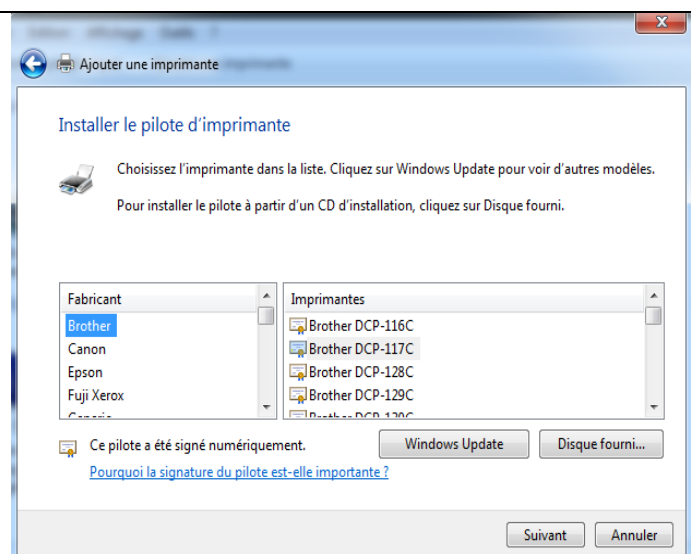 Ajouter une imprimante
Installer le pilote d'imprimante
Choisissez l'imprimante dans la liste. Cliquez sur Windows Update pour voir d'autres modèles.
Pour installer le pilote à partir d'un CD d'installation, cliquez sur Disque fourni.
Fabricant
Brother
Canon
Epson
Fuji Xerox
Imprimantes
Brother DCP-116C
Brother DCP-117C
Brother DCP-128C
Brother DCP-129C
Ce pilote a été signé numériquement.
Windows Update
Disque fourni...
Pourquoi la signature du pilote est-elle importante ?
Suivant
Annuler